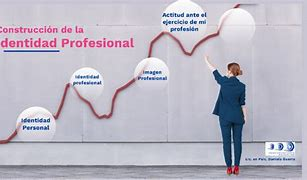 Construcción de la
Identidad Profesional
Actitud ante el
ejercicio de mi
profesión
Identidad
profesional
Imagen
Profesional
Identidad
Personal